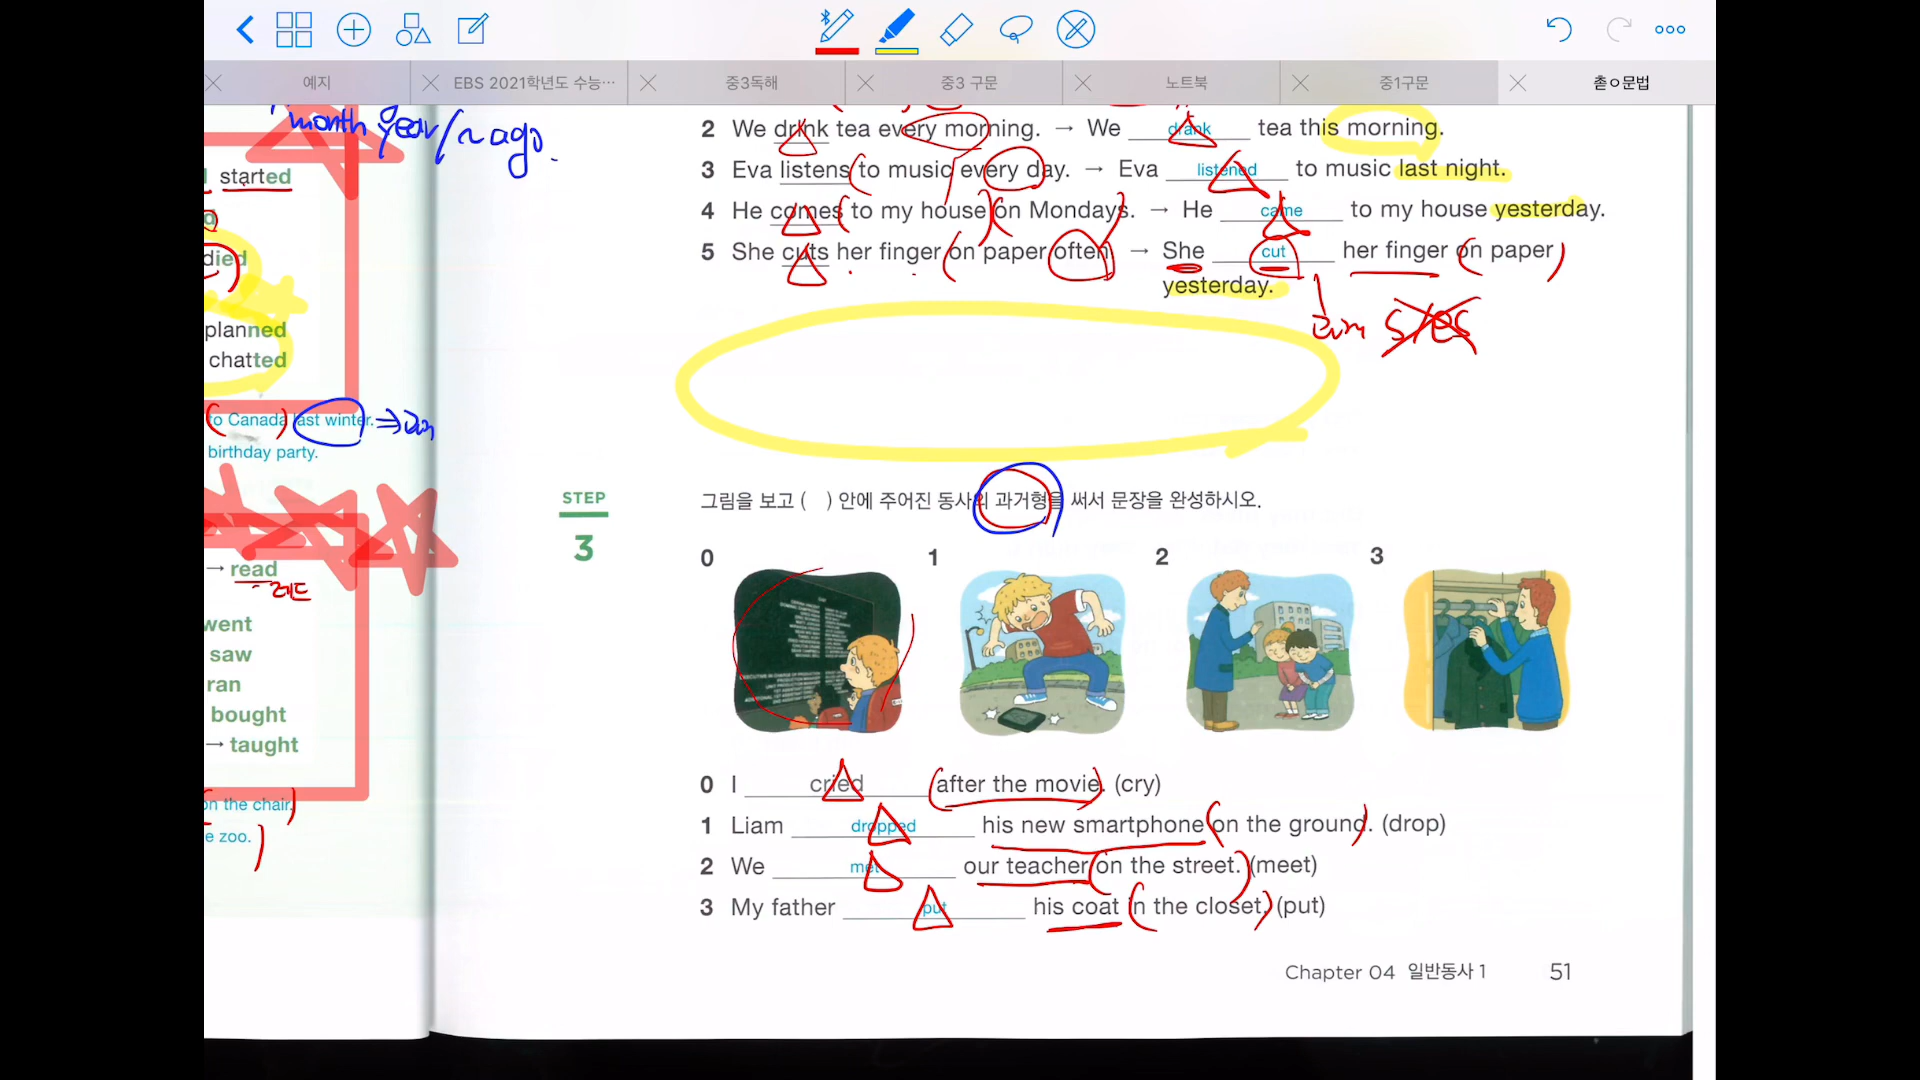 예지
EBS 2021학년도 수능…
중3독해
중3 구문
노트북
중1구문
촏ㅇ문법
month year/~ ago.
started
died
planned
chatted
to Canada last winter. ⇒
birthday party.
→ read
레드
went
saw
ran
bought
→ taught
on the chair.
e zoo.
2 We drink tea every morning. → We drank tea this morning.
3 Eva listens to music every day. → Eva listened to music last night.
4 He comes to my house on Mondays. → He came to my house yesterday.
5 She cuts her finger on paper often. → She cut her finger on paper
yesterday.
s/es
STEP
3
그림을 보고 ( ) 안에 주어진 동사의 과거형을 써서 문장을 완성하시오.
0 1 2 3
0 I cried after the movie. (cry)
1 Liam dropped his new smartphone on the ground. (drop)
2 We met our teacher on the street. (meet)
3 My father put his coat in the closet. (put)
Chapter 04 일반동사 1 51